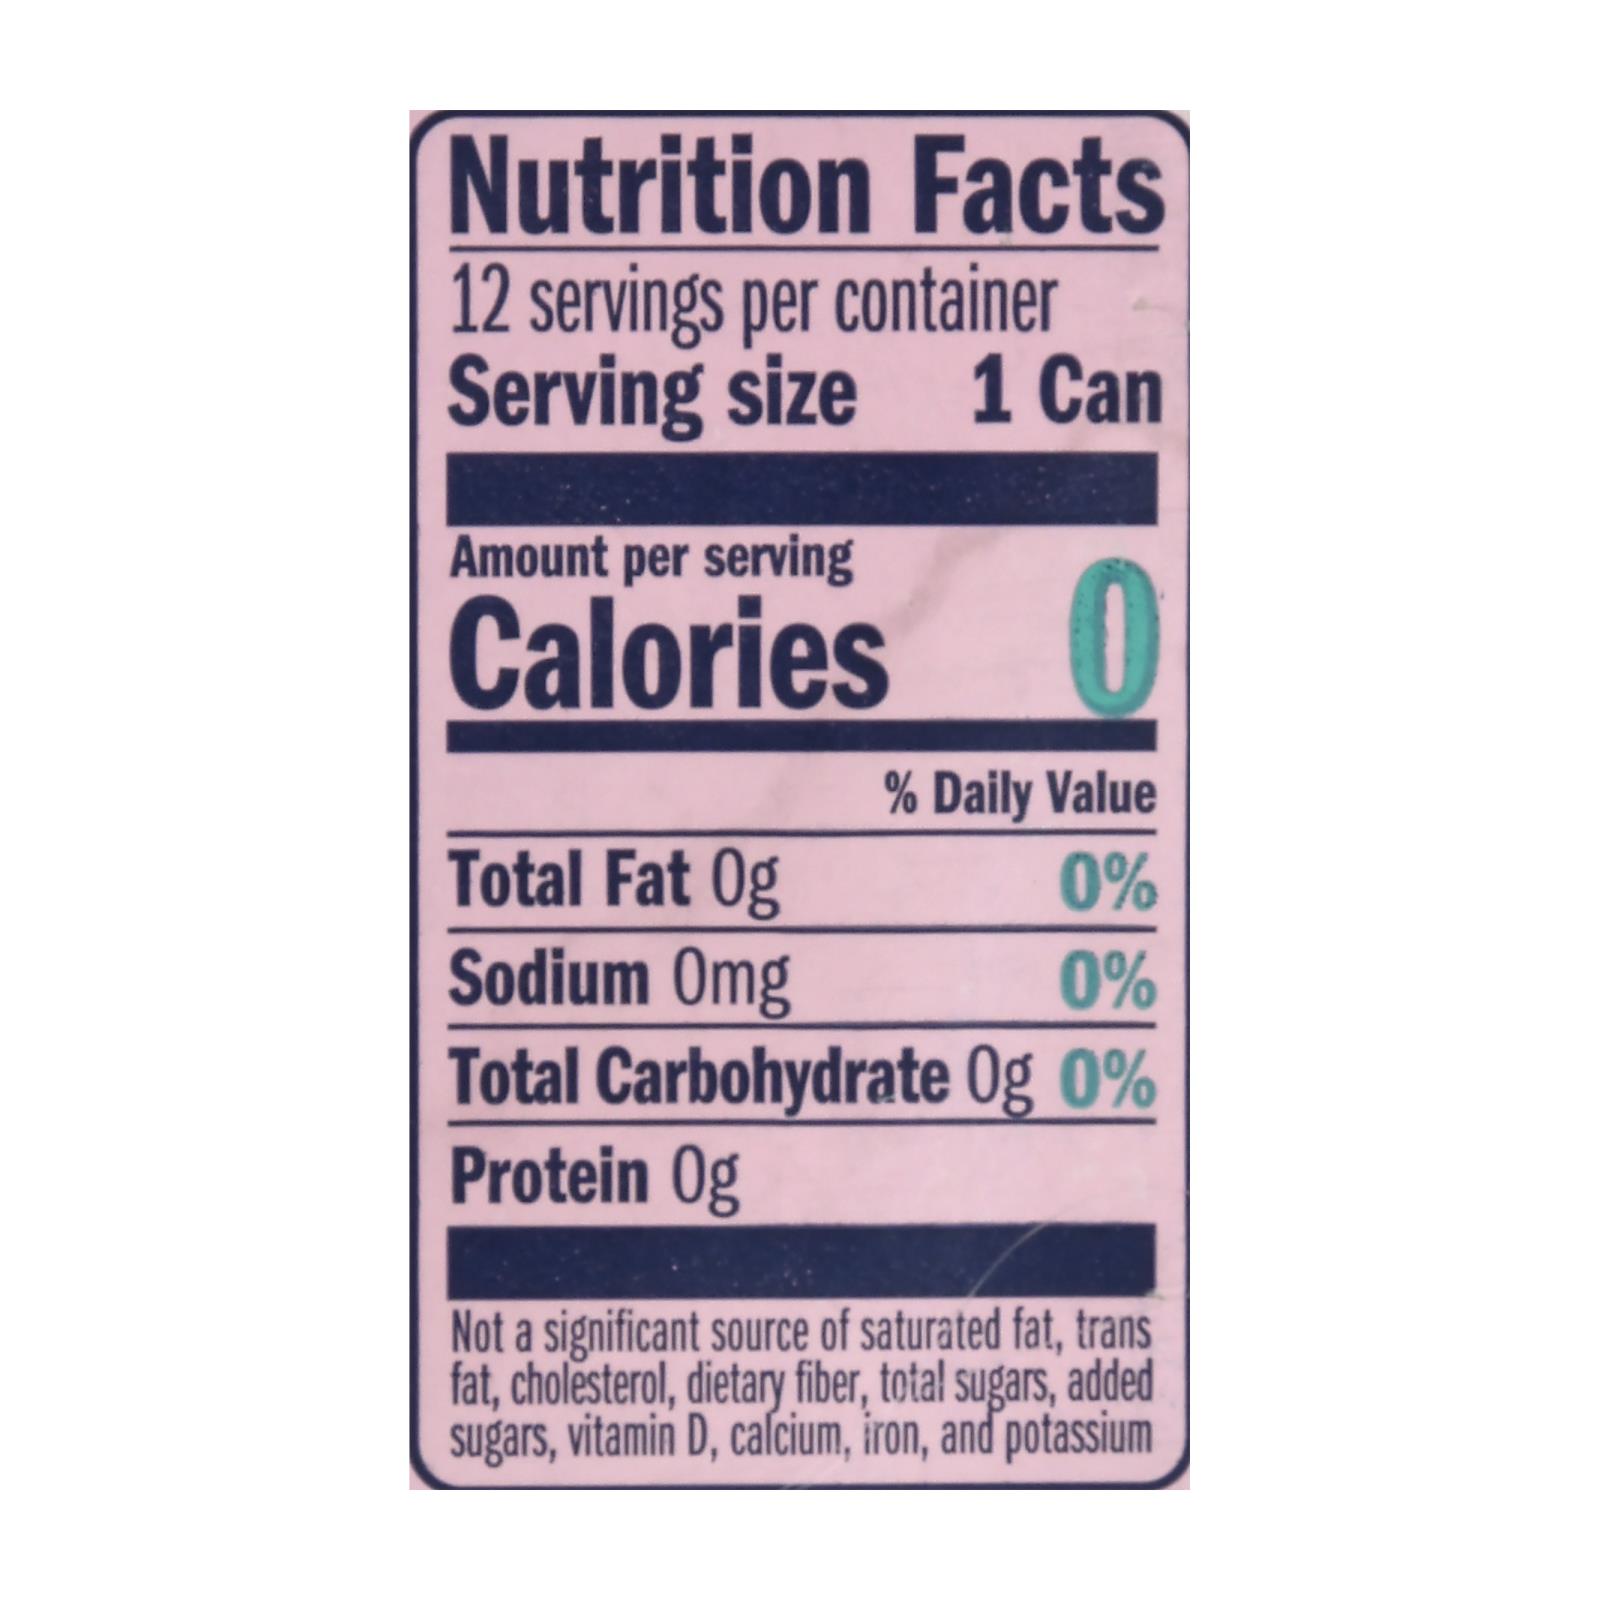 Nutrition Facts
12 servings per container
Serving size 1 Can
Amount per serving
Calories 0
% Daily Value
Total Fat 0g 0%
Sodium 0mg 0%
Total Carbohydrate 0g 0%
Protein 0g
Not a significant source of saturated fat, trans
fat, cholesterol, dietary fiber, total sugars, added
sugars, vitamin D, calcium, iron, and potassium